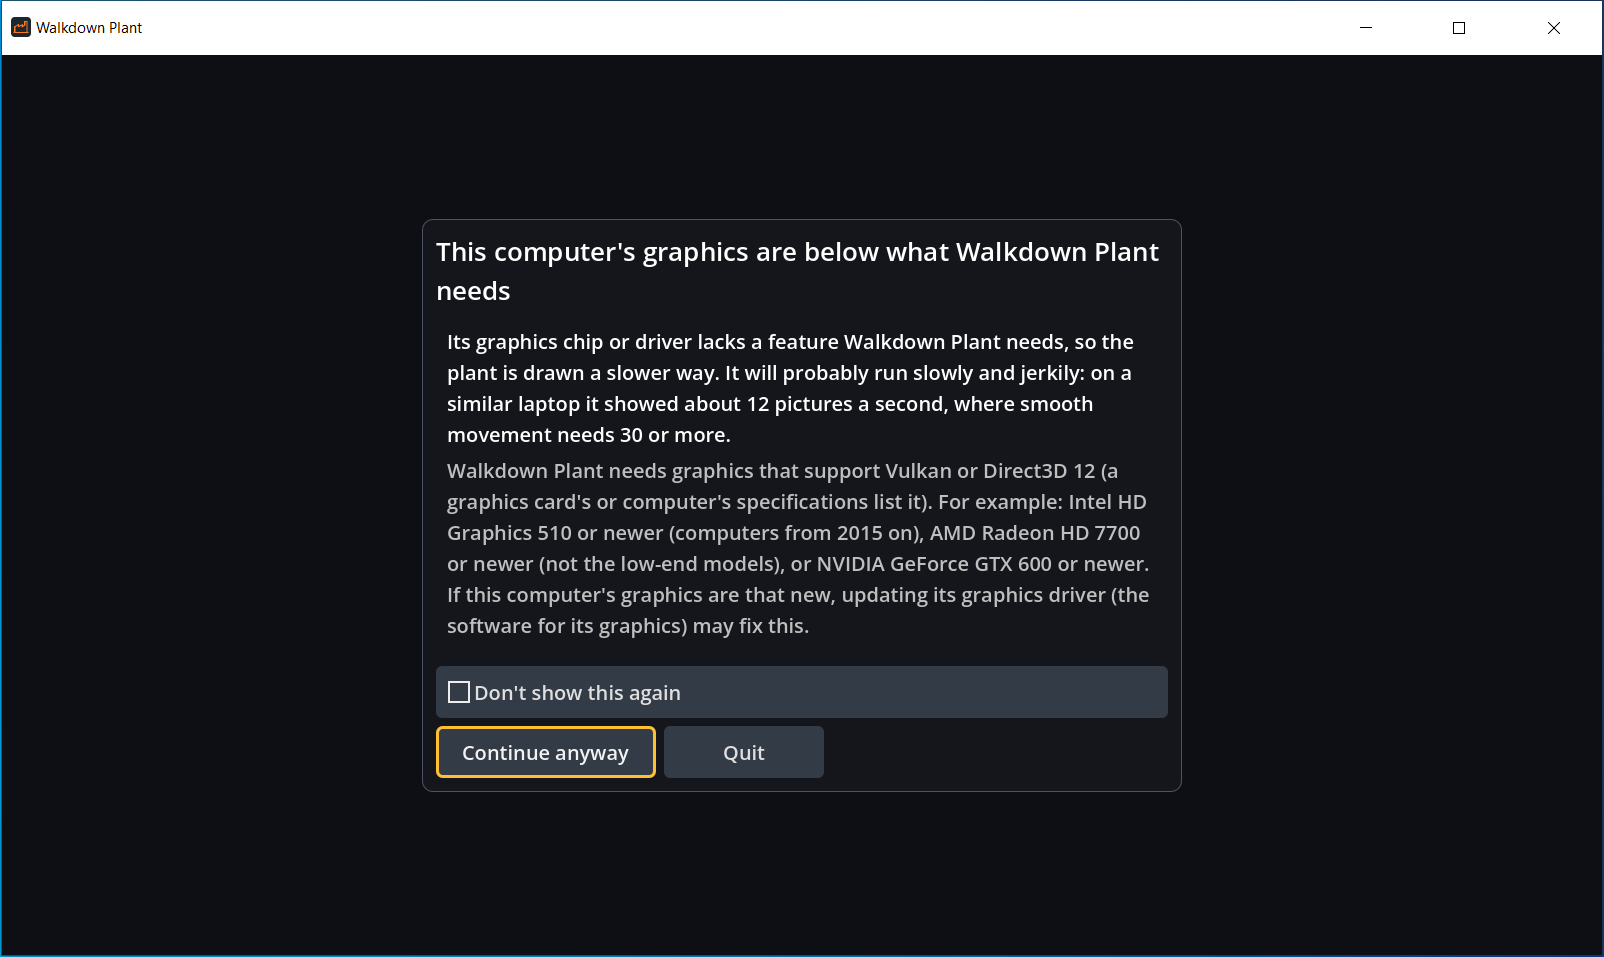 Walkdown Plant
This computer's graphics are below what Walkdown Plant
needs
Its graphics chip or driver lacks a feature Walkdown Plant needs, so the
plant is drawn a slower way. It will probably run slowly and jerkily: on a
similar laptop it showed about 12 pictures a second, where smooth
movement needs 30 or more.
Walkdown Plant needs graphics that support Vulkan or Direct3D 12 (a
graphics card's or computer's specifications list it). For example: Intel HD
Graphics 510 or newer (computers from 2015 on), AMD Radeon HD 7700
or newer (not the low-end models), or NVIDIA GeForce GTX 600 or newer.
If this computer's graphics are that new, updating its graphics driver (the
software for its graphics) may fix this.
Don't show this again
Continue anyway
Quit